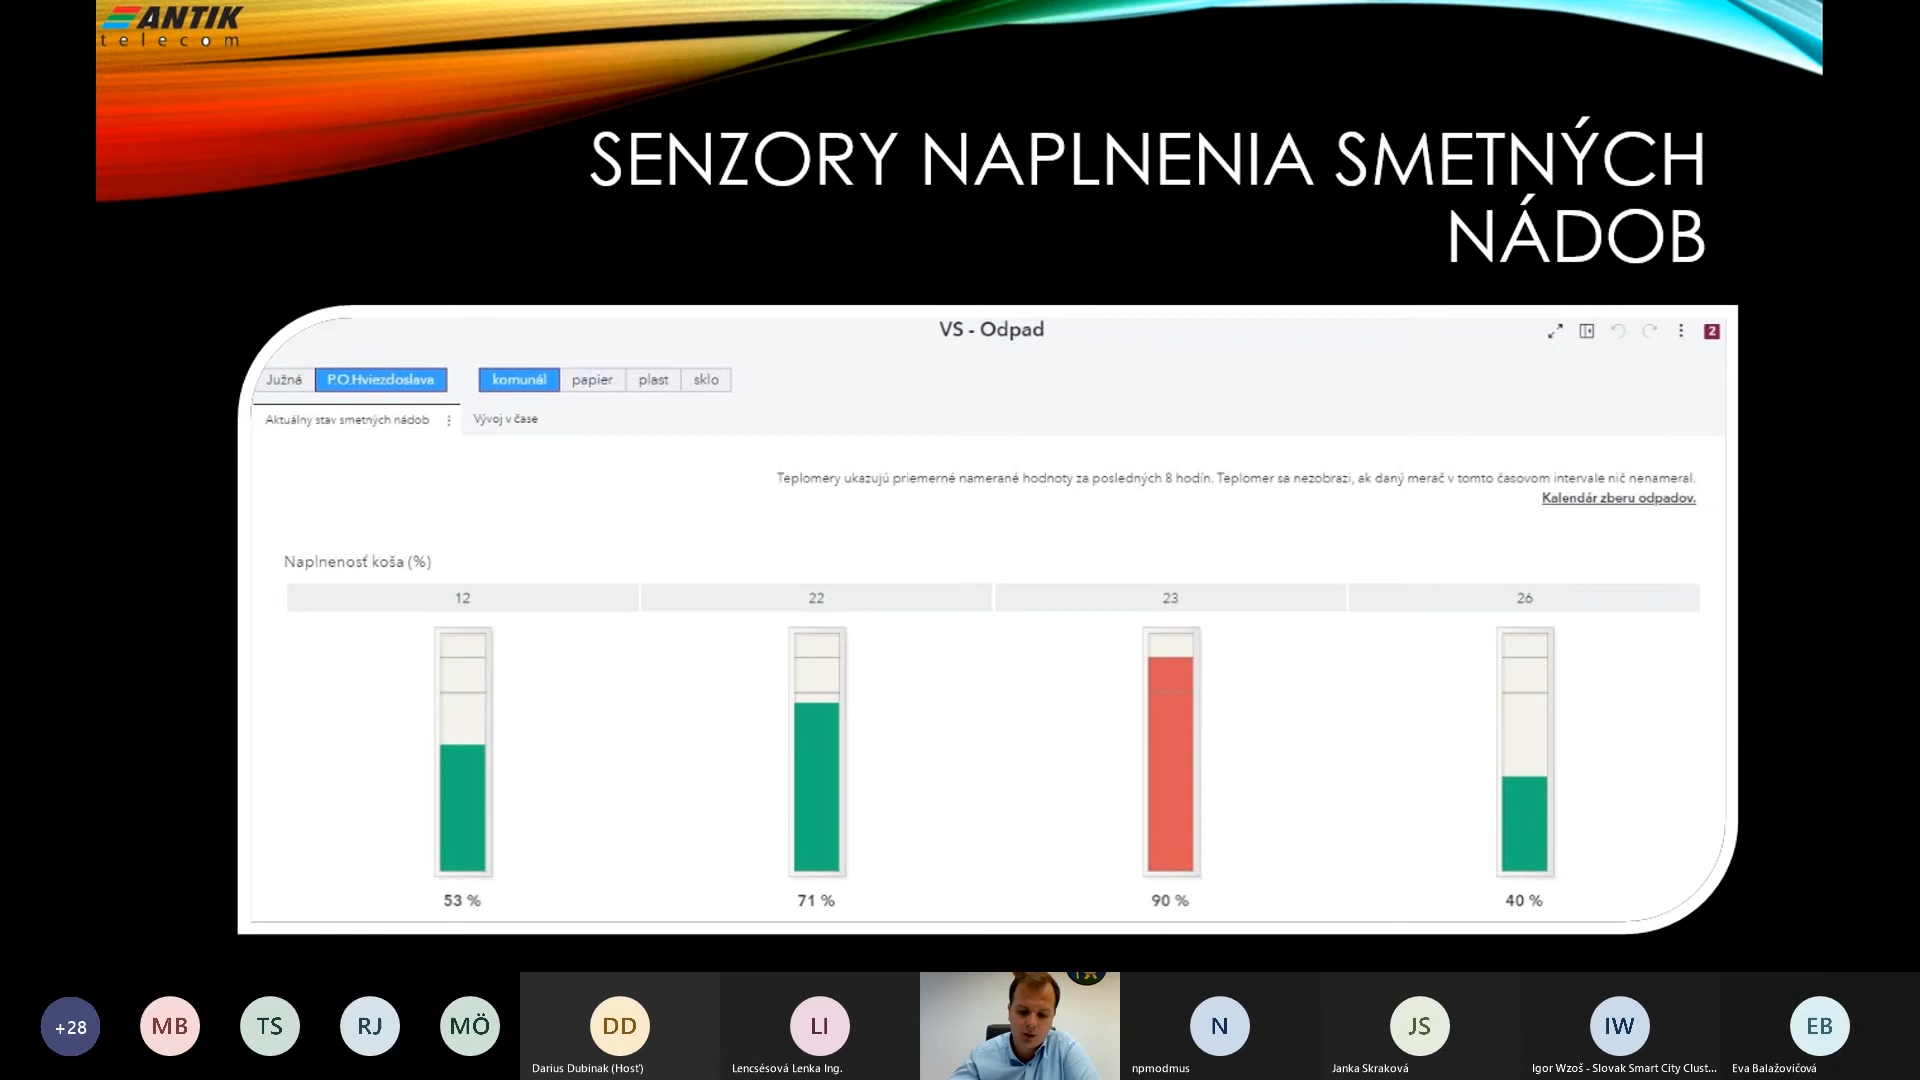 ANTIK
telecom
SENZORY NAPLNENIA SMETNÝCH
NÁDOB
VS - Odpad
2
Južná P.O.Hviezdoslava komunál papier plast sklo
Aktuálny stav smetných nádob Vývoj v čase
Teplomery ukazujú priemerné namerané hodnoty za posledných 8 hodín. Teplomer sa nezobrazi, ak daný merač v tomto časovom intervale nič nenameral.
Kalendár zberu odpadov.
Naplnenosť koša (%)
12 22 23 26
53 % 71 % 90 % 40 %
+28 MB TS RJ MÖ DD LI N JS IW EB
Darius Dubinak (Hosť) Lencsésová Lenka Ing. npmodmus Janka Skraková Igor Wzoš - Slovak Smart City Clust... Eva Balažovičová